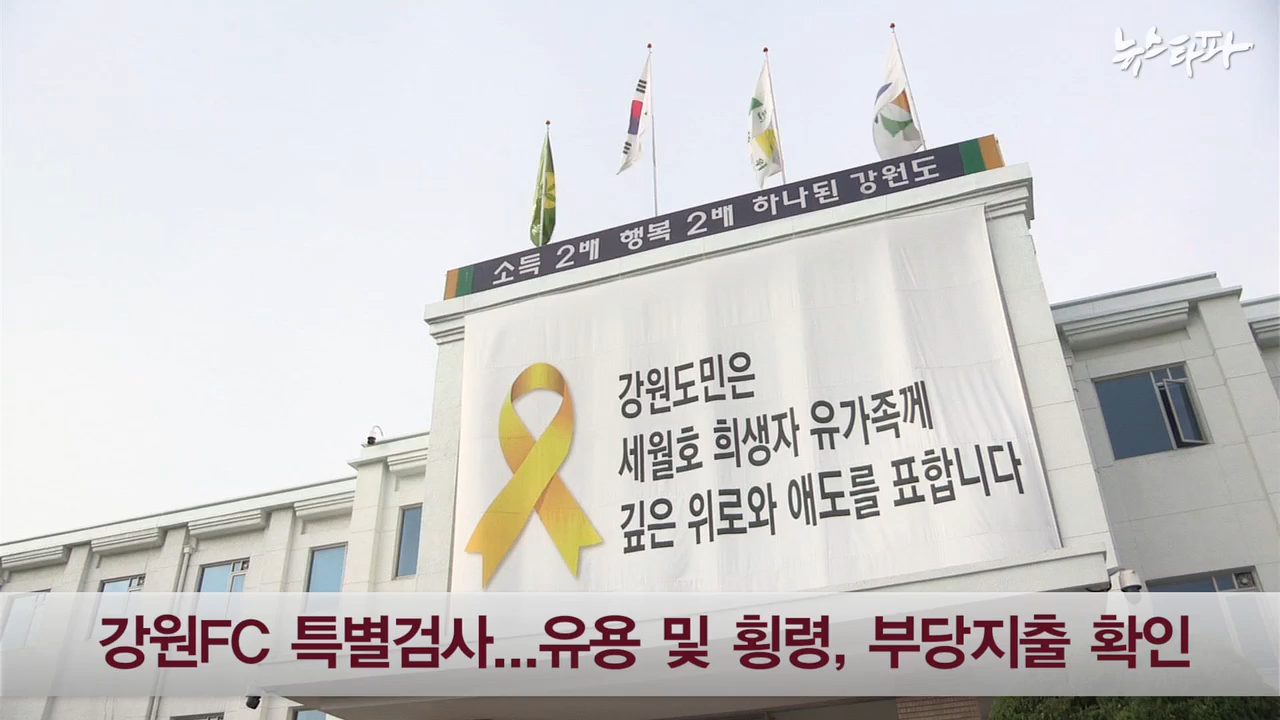 뉴스타파
소득 2배 행복 2배 하나된 강원도
강원도민은
세월호 희생자 유가족께
깊은 위로와 애도를 표합니다
강원FC 특별검사...유용 및 횡령, 부당지출 확인